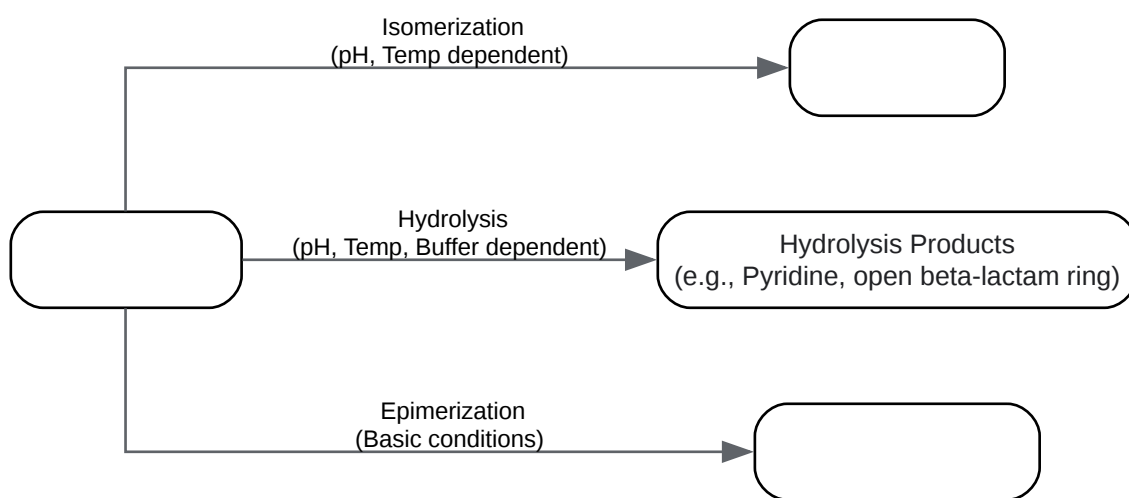 Isomerization
(pH, Temp dependent)
Hydrolysis
(pH, Temp, Buffer dependent)
Hydrolysis Products
(e.g., Pyridine, open beta-lactam ring)
Epimerization
(Basic conditions)